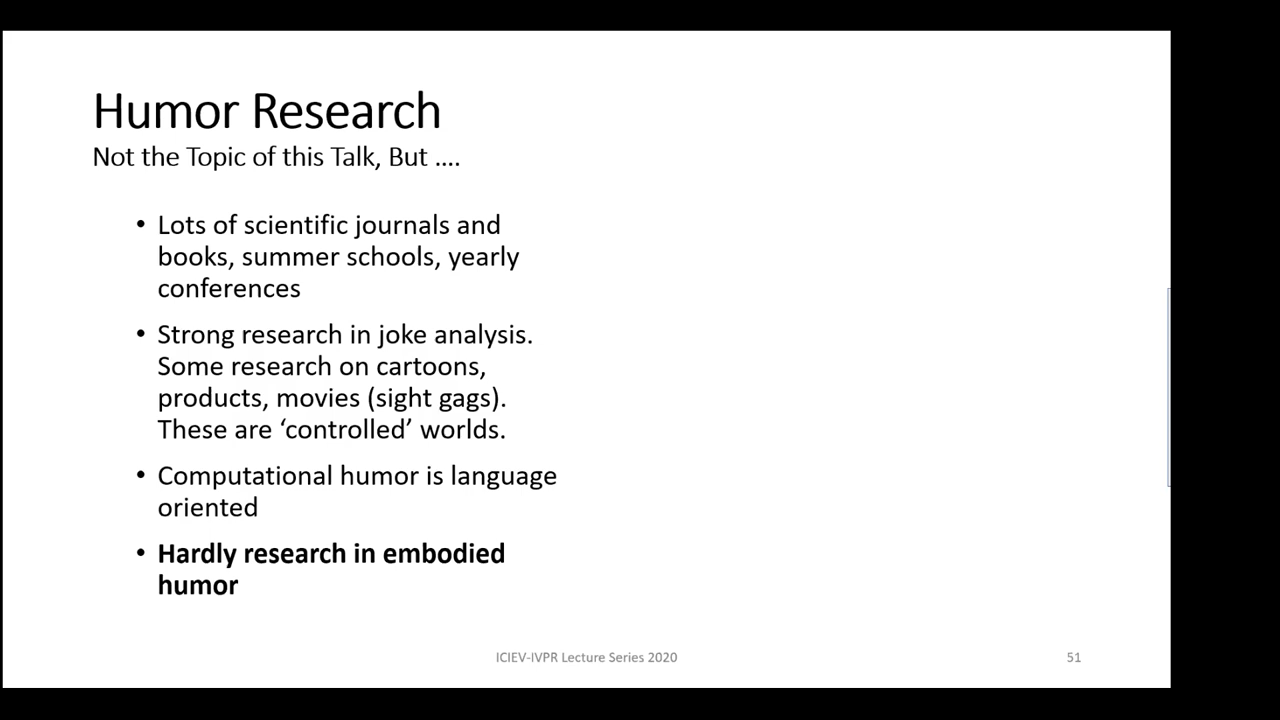 Humor Research
Not the Topic of this Talk, But ....
• Lots of scientific journals and
books, summer schools, yearly
conferences
• Strong research in joke analysis.
Some research on cartoons,
products, movies (sight gags).
These are ‘controlled’ worlds.
• Computational humor is language
oriented
• Hardly research in embodied
humor
ICIEV-IVPR Lecture Series 2020
51